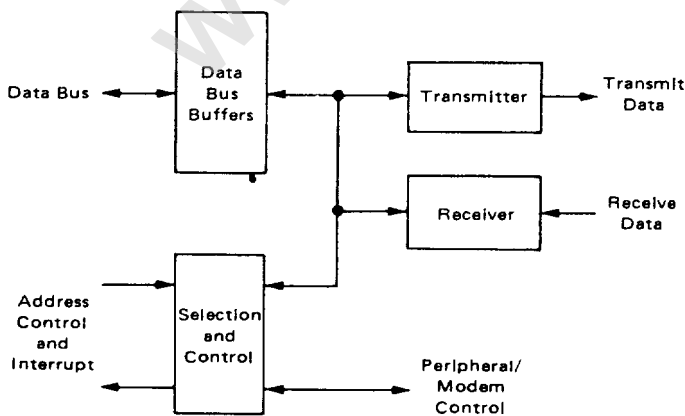 Data
Bus
Buffers
Data Bus
Transmitter
Transmit
Data
Receiver
Receive
Data
Address
Control
and
Interrupt
Selection
and
Control
Peripheral/
Modem
Control